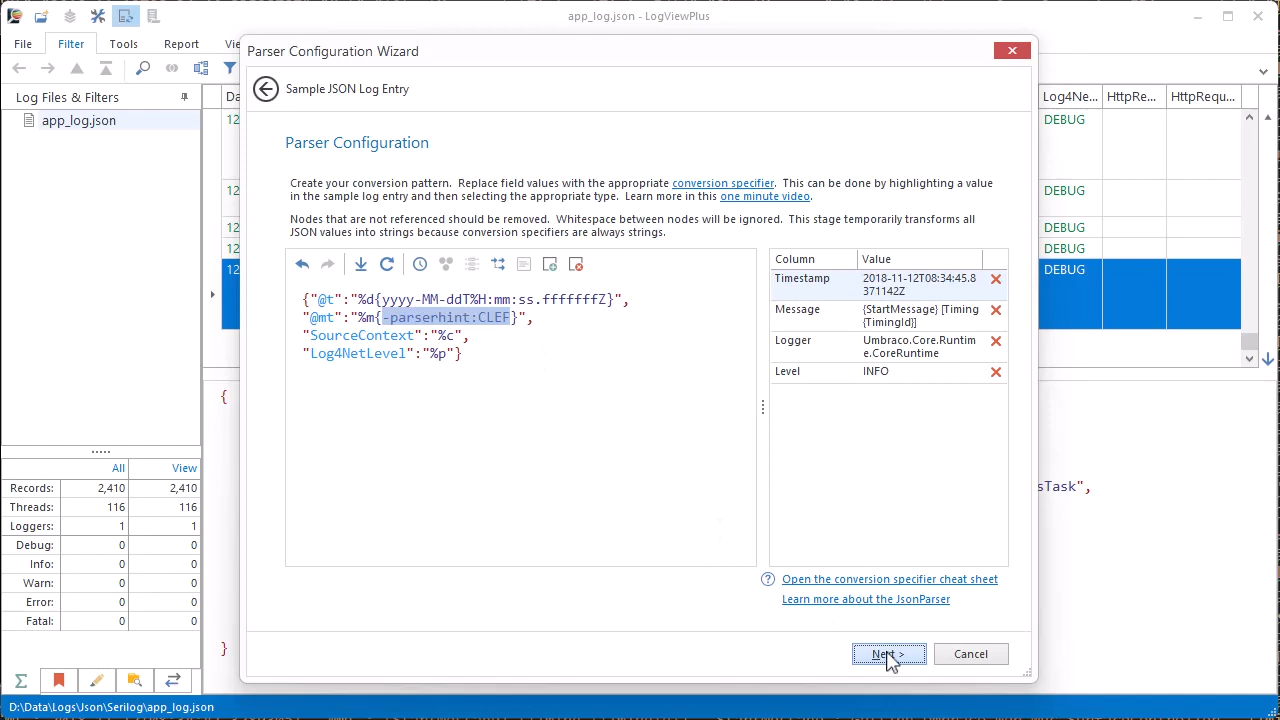 app_log.json - LogViewPlus
File Filter Tools Report
Parser Configuration Wizard
Log Files & Filters
app_log.json
Log4Ne... HttpRe... HttpRequ...
12 DEBUG
12 DEBUG
12 DEBUG
12 DEBUG
12 DEBUG
Sample JSON Log Entry
Parser Configuration
Create your conversion pattern. Replace field values with the appropriate conversion specifier. This can be done by highlighting a value
in the sample log entry and then selecting the appropriate type. Learn more in this one minute video.
Nodes that are not referenced should be removed. Whitespace between nodes will be ignored. This stage temporarily transforms all
JSON values into strings because conversion specifiers are always strings.
{"@t":"%d{yyyy-MM-ddT%H:mm:ss.fffffffZ}",
"@mt":"%m{-parserhint:CLEF}",
"SourceContext":"%c",
"Log4NetLevel":"%p"}
Column Value
Timestamp 2018-11-12T08:34:45.8
371142Z
Message {StartMessage} [Timing
{TimingId}]
Logger Umbraco.Core.Runtim
e.CoreRuntime
Level INFO
{
sTask",
}
Open the conversion specifier cheat sheet
Learn more about the JsonParser
Next > Cancel
All View
Records: 2,410 2,410
Threads: 116 116
Loggers: 1 1
Debug: 0 0
Info: 0 0
Warn: 0 0
Error: 0 0
Fatal: 0 0
D:\Data\Logs\Json\Serilog\app_log.json